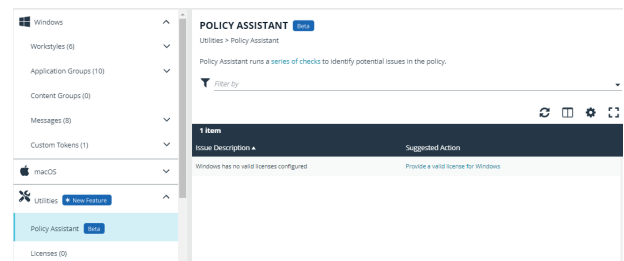 Windows
Workstyles (6)
Application Groups (10)
Content Groups (0)
Messages (8)
Custom Tokens (1)
macOS
Utilities New Feature
Policy Assistant Beta
Licenses (0)
POLICY ASSISTANT Beta
Utilities > Policy Assistant
Policy Assistant runs a series of checks to identify potential issues in the policy.
Filter by
1 item
Issue Description Suggested Action
Windows has no valid licenses configured Provide a valid license for Windows